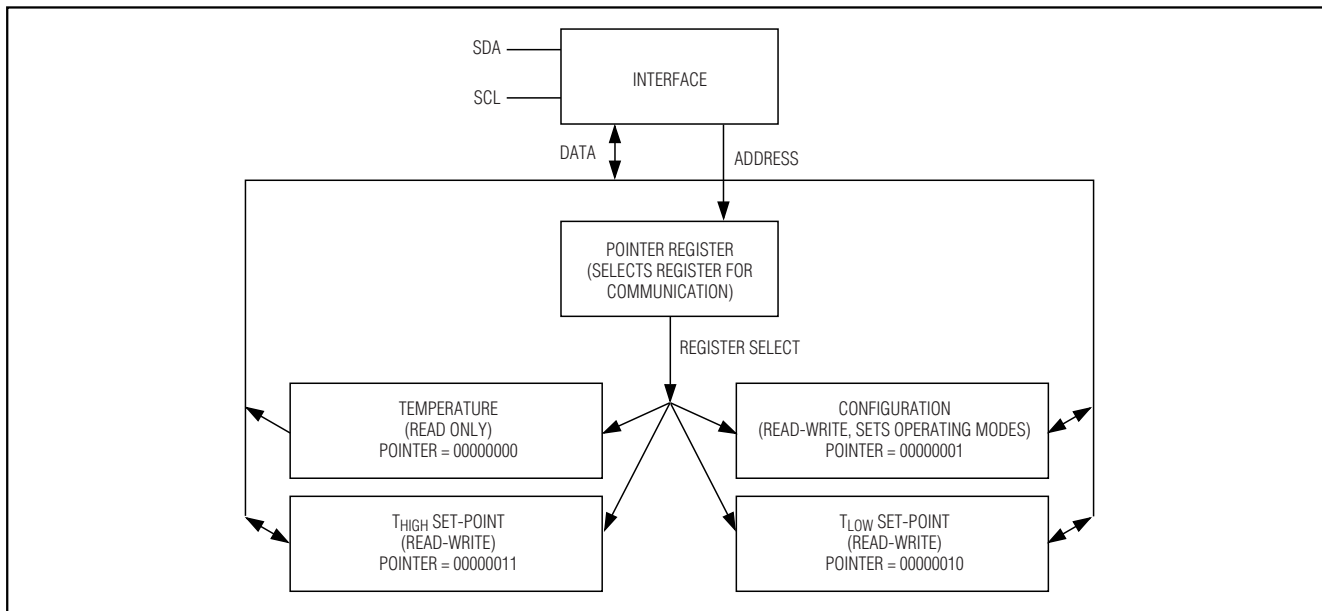 SDA
INTERFACE
SCL
DATA
ADDRESS
POINTER REGISTER
(SELECTS REGISTER FOR
COMMUNICATION)
REGISTER SELECT
TEMPERATURE
(READ ONLY)
POINTER = 00000000
CONFIGURATION
(READ-WRITE, SETS OPERATING MODES)
POINTER = 00000001
THIGH SET-POINT
(READ-WRITE)
POINTER = 00000011
TLOW SET-POINT
(READ-WRITE)
POINTER = 00000010